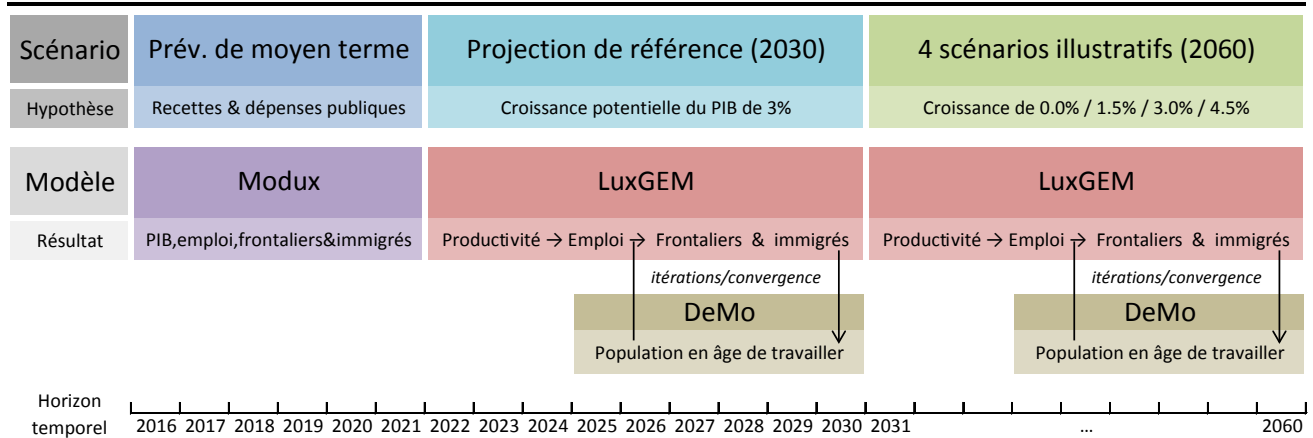 Scénario Prév. de moyen terme Projection de référence (2030) 4 scénarios illustratifs (2060)
Hypothèse Recettes & dépenses publiques Croissance potentielle du PIB de 3% Croissance de 0.0% / 1.5% / 3.0% / 4.5%
Modèle Modux LuxGEM LuxGEM
Résultat PIB,emploi,frontaliers&immigrés Productivité → Emploi → Frontaliers & immigrés Productivité → Emploi → Frontaliers & immigrés
itérations/convergence itérations/convergence
DeMo DeMo
Population en âge de travailler Population en âge de travailler
Horizon
temporel 2016 2017 2018 2019 2020 2021 2022 2023 2024 2025 2026 2027 2028 2029 2030 2031 ... 2060